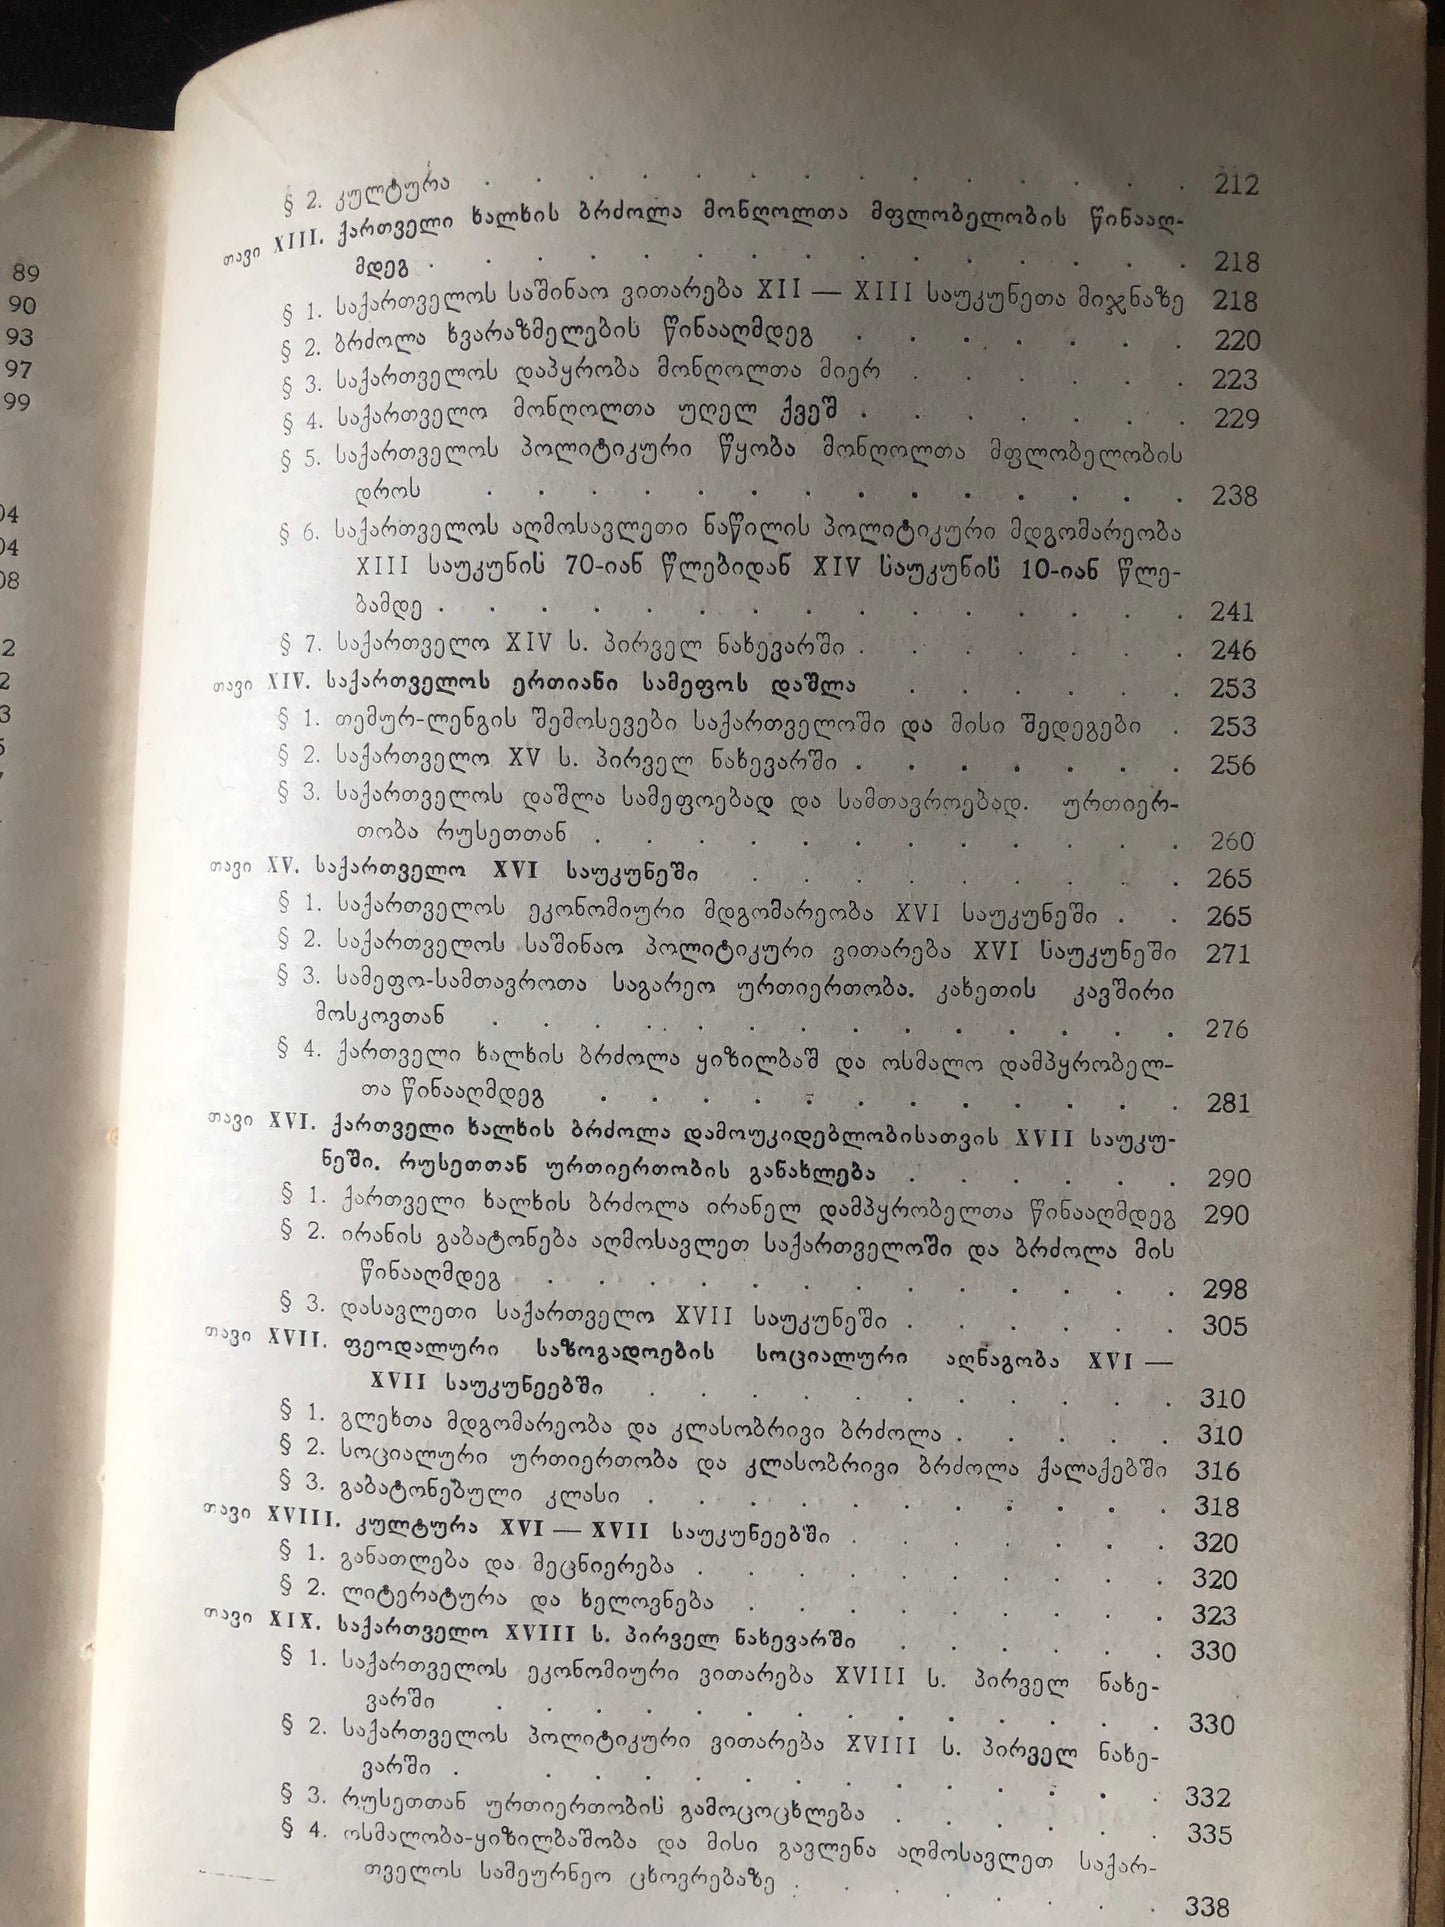 § 2. კულტურა . . . . . . . . . . . . . . 212
თავი XIII. ქართველი ხალხის ბრძოლა მონღოლთა მფლობელობის წინააღ-
მდეგ . . . . . . . . . . . . . . . 218
§ 1. საქართველოს საშინაო ვითარება XII — XIII საუკუნეთა მიჯნაზე 218
§ 2. ბრძოლა ხვარაზმელების წინააღმდეგ . . . . . . . 220
§ 3. საქართველოს დაპყრობა მონღოლთა მიერ . . . . . . 223
§ 4. საქართველო მონღოლთა უღელ ქვეშ . . . . . . . 229
§ 5. საქართველოს პოლიტიკური წყობა მონღოლთა მფლობელობის
დროს . . . . . . . . . . . . . . 238
§ 6. საქართველოს აღმოსავლეთი ნაწილის პოლიტიკური მდგომარეობა
XIII საუკუნის 70-იან წლებიდან XIV საუკუნის 10-იან წლე-
ბამდე . . . . . . . . . . . . . . . 241
§ 7. საქართველო XIV ს. პირველ ნახევარში . . . . . . . 246
თავი XIV. საქართველოს ერთიანი სამეფოს დაშლა . . . . . . 253
§ 1. თემურ-ლენგის შემოსევები საქართველოში და მისი შედეგები . 253
§ 2. საქართველო XV ს. პირველ ნახევარში . . . . . . . 256
§ 3. საქართველოს დაშლა სამეფოებად და სამთავროებად. ურთიერ-
თობა რუსეთთან . . . . . . . . . . . . 260
თავი XV. საქართველო XVI საუკუნეში . . . . . . . . . 265
§ 1. საქართველოს ეკონომიური მდგომარეობა XVI საუკუნეში . . 265
§ 2. საქართველოს საშინაო პოლიტიკური ვითარება XVI საუკუნეში 271
§ 3. სამეფო-სამთავროთა საგარეო ურთიერთობა. კახეთის კავშირი
მოსკოვთან . . . . . . . . . . . . . . 276
§ 4. ქართველი ხალხის ბრძოლა ყიზილბაშ და ოსმალო დამპყრობელ-
თა წინააღმდეგ . . . . . . . . . . . . 281
თავი XVI. ქართველი ხალხის ბრძოლა დამოუკიდებლობისათვის XVII საუკუ-
ნეში. რუსეთთან ურთიერთობის განახლება . . . . . . 290
§ 1. ქართველი ხალხის ბრძოლა ირანელ დამპყრობელთა წინააღმდეგ 290
§ 2. ირანის გაბატონება აღმოსავლეთ საქართველოში და ბრძოლა მის
წინააღმდეგ . . . . . . . . . . . . . 298
§ 3. დასავლეთი საქართველო XVII საუკუნეში . . . . . . 305
თავი XVII. ფეოდალური საზოგადოების სოციალური აღნაგობა XVI —
XVII საუკუნეებში . . . . . . . . . . . 310
§ 1. გლეხთა მდგომარეობა და კლასობრივი ბრძოლა . . . . . 310
§ 2. სოციალური ურთიერთობა და კლასობრივი ბრძოლა ქალაქებში 316
§ 3. გაბატონებული კლასი . . . . . . . . . . . 318
თავი XVIII. კულტურა XVI — XVII საუკუნეებში . . . . . . . 320
§ 1. განათლება და მეცნიერება . . . . . . . . . . 320
§ 2. ლიტერატურა და ხელოვნება . . . . . . . . . 323
თავი XIX. საქართველო XVIII ს. პირველ ნახევარში . . . . . . 330
§ 1. საქართველოს ეკონომიური ვითარება XVIII ს. პირველ ნახე-
ვარში . . . . . . . . . . . . . . 330
§ 2. საქართველოს პოლიტიკური ვითარება XVIII ს. პირველ ნახე-
ვარში . . . . . . . . . . . . . . 332
§ 3. რუსეთთან ურთიერთობის გამოცოცხლება . . . . . . 335
§ 4. ოსმალობა-ყიზილბაშობა და მისი გავლენა აღმოსავლეთ საქარ-
თველოს სამეურნეო ცხოვრებაზე . . . . . . . . 338
89
90
93
97
99